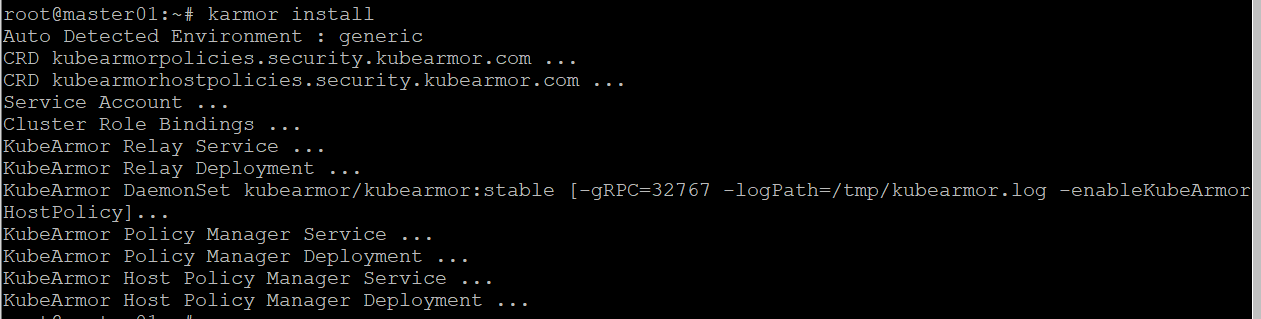 root@master01:~# karmor install
Auto Detected Environment : generic
CRD kubearmorpolicies.security.kubearmor.com ...
CRD kubearmorhostpolicies.security.kubearmor.com ...
Service Account ...
Cluster Role Bindings ...
KubeArmor Relay Service ...
KubeArmor Relay Deployment ...
KubeArmor DaemonSet kubearmor/kubearmor:stable [-gRPC=32767 -logPath=/tmp/kubearmor.log -enableKubeArmor
HostPolicy]...
KubeArmor Policy Manager Service ...
KubeArmor Policy Manager Deployment ...
KubeArmor Host Policy Manager Service ...
KubeArmor Host Policy Manager Deployment ...